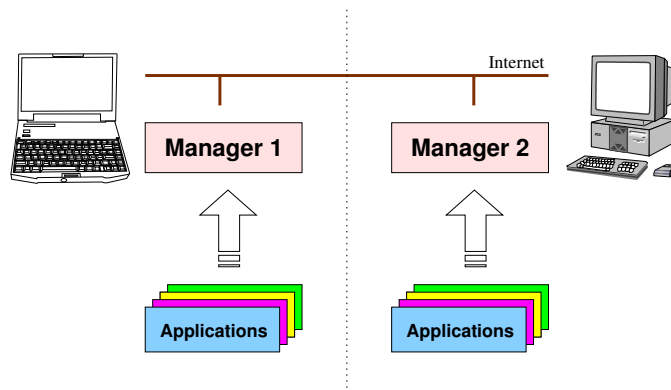 Internet
Manager 1
Manager 2
Applications
Applications